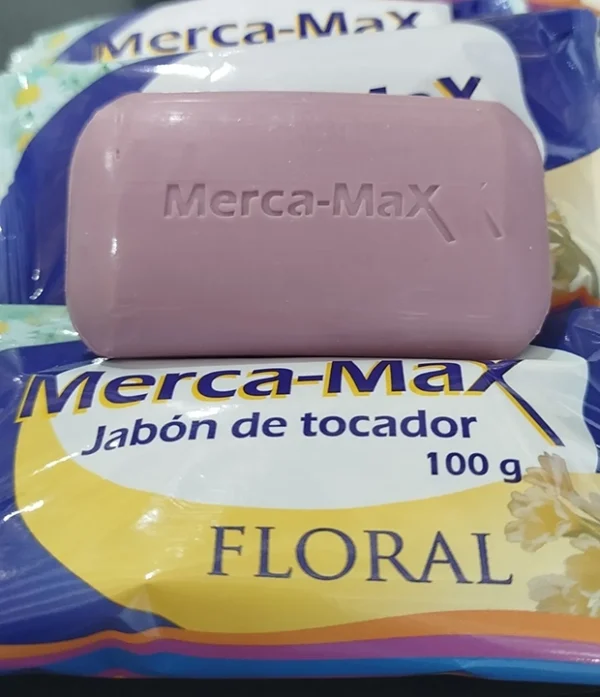 Merca-Max
Merca-Max
Merca-Max
Jabón de tocador
100 g
FLORAL